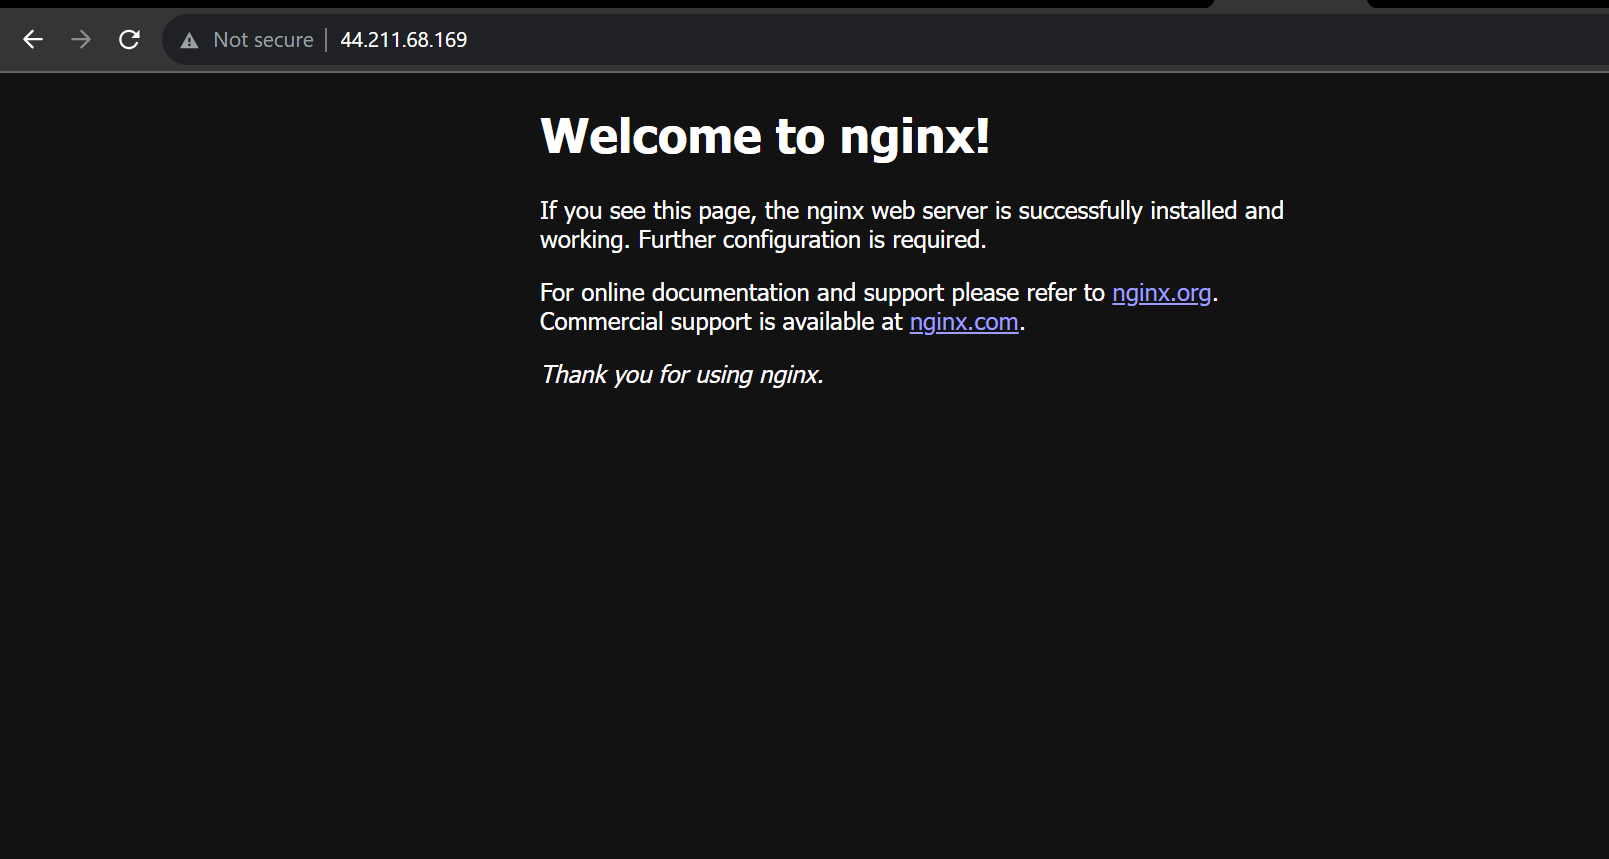 Not secure
44.211.68.169
Welcome to nginx!
If you see this page, the nginx web server is successfully installed and
working. Further configuration is required.
For online documentation and support please refer to nginx.org.
Commercial support is available at nginx.com.
Thank you for using nginx.